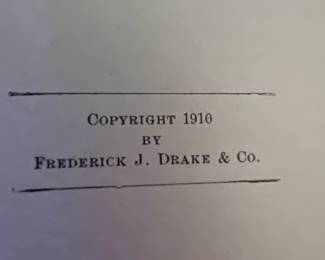 COPYRIGHT 1910
BY
FREDERICK J. DRAKE & CO.